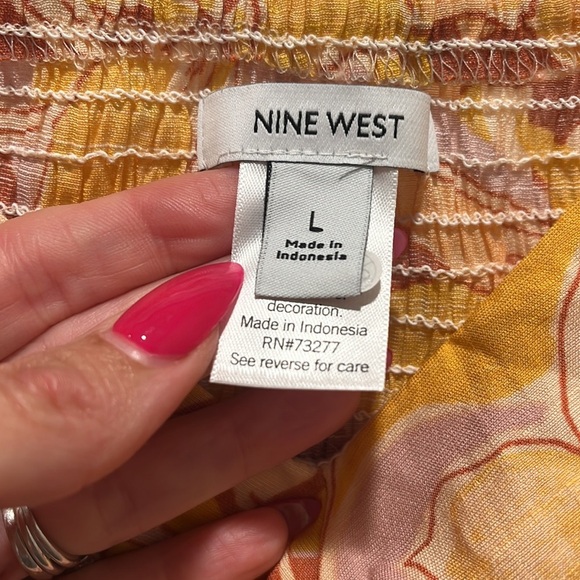 NINE WEST
L
Made in
Indonesia
decoration.
Made in Indonesia
RN#73277
See reverse for care